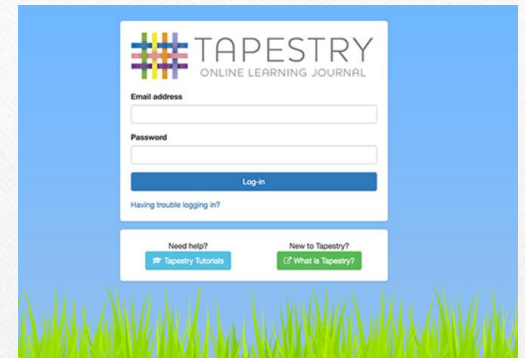 TAPESTRY
ONLINE LEARNING JOURNAL
Email address
Password
Log-in
Having trouble logging in?
Need help?
Tapestry Tutorials
New to Tapestry?
What is Tapestry?